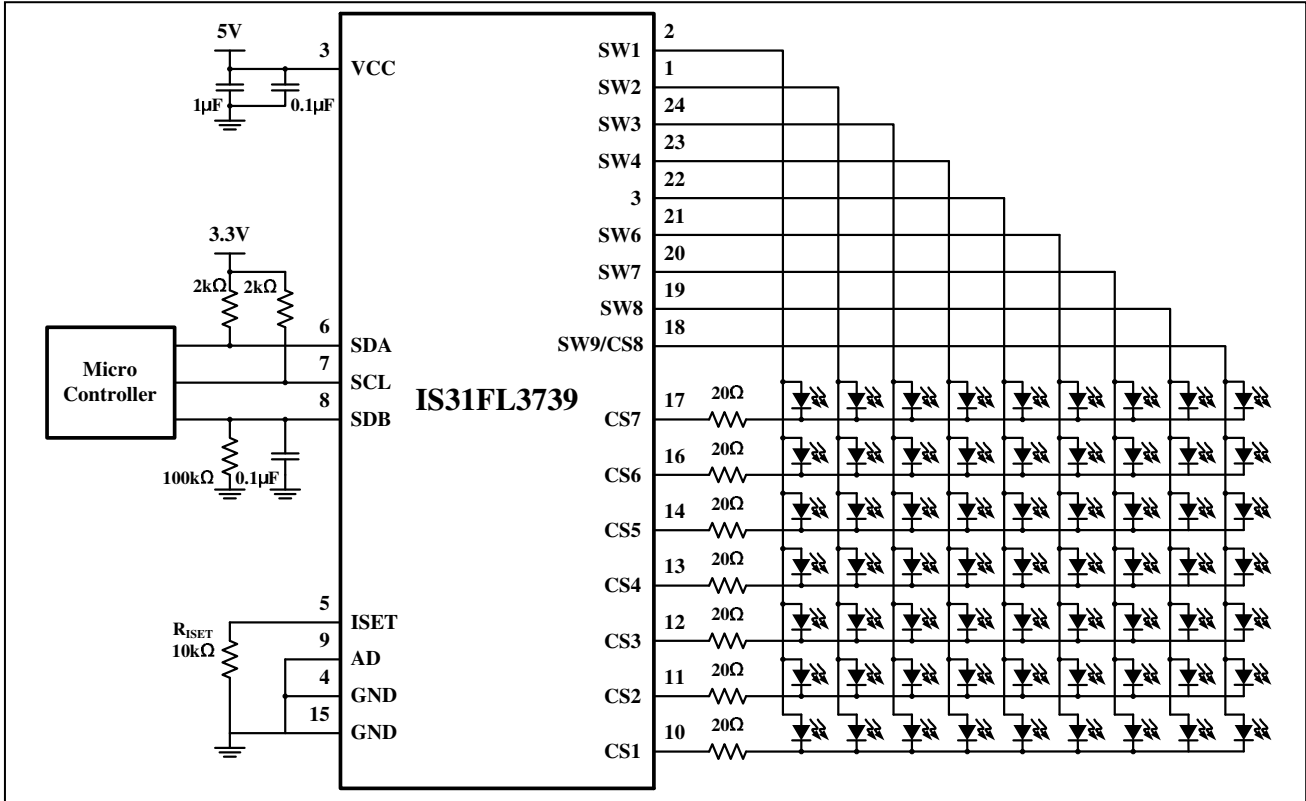 5V
3
VCC
1μF
0.1μF
3.3V
2kΩ
2kΩ
Micro
Controller
6
SDA
7
SCL
8
SDB
100kΩ
0.1μF
IS31FL3739
5
ISET
RISET
10kΩ
9
AD
4
GND
15
GND
2
SW1
1
SW2
24
SW3
23
SW4
22
3
21
SW6
20
SW7
19
SW8
18
SW9/CS8
17
20Ω
CS7
16
20Ω
CS6
14
20Ω
CS5
13
20Ω
CS4
12
20Ω
CS3
11
20Ω
CS2
10
20Ω
CS1